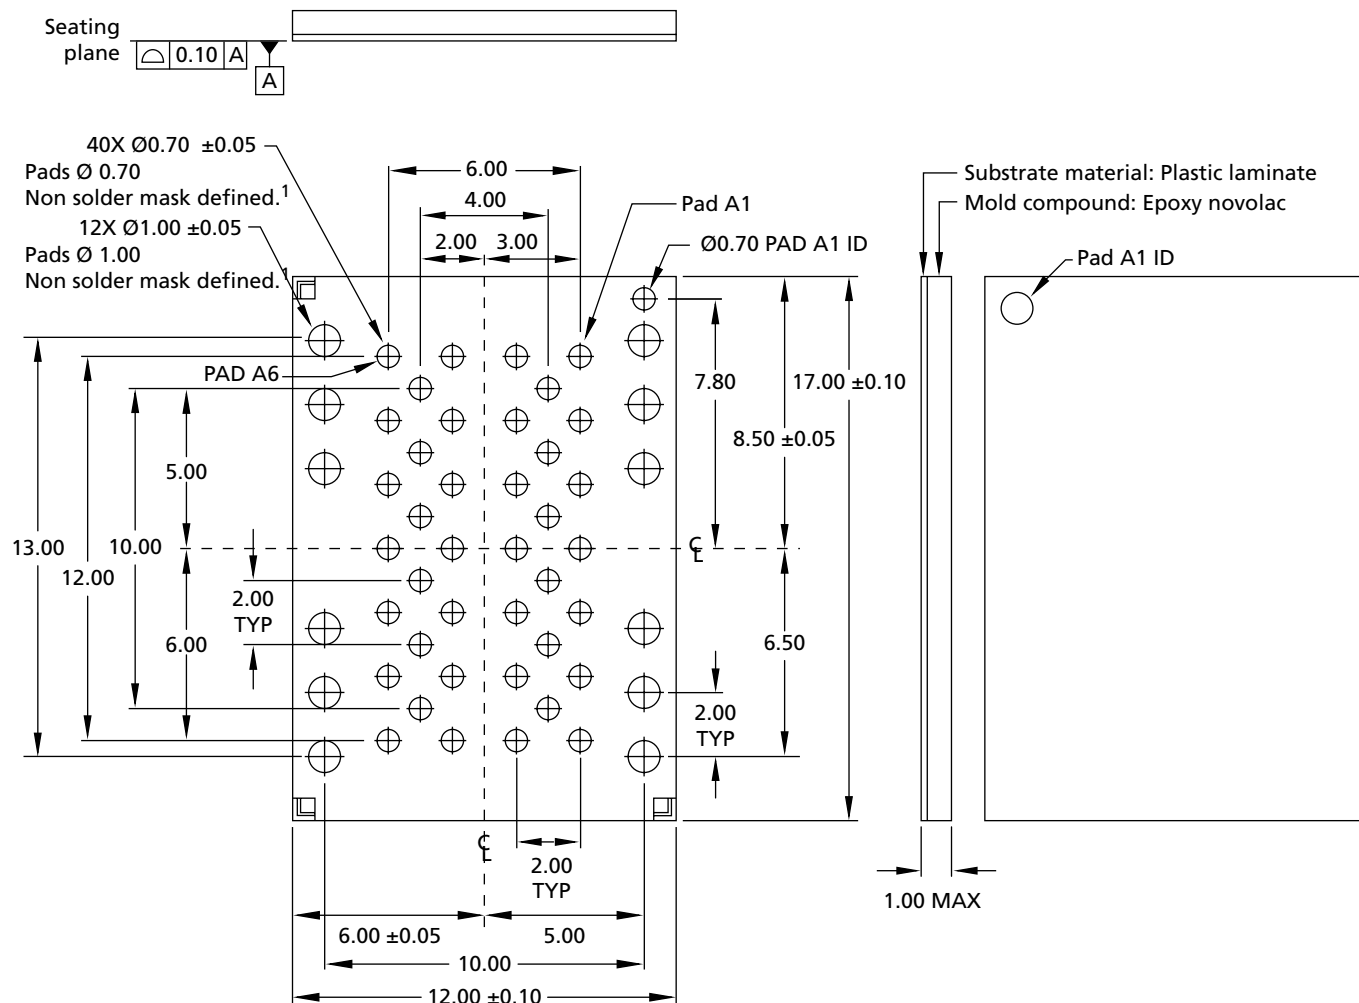 Seating
plane
0.10 A
A
40X Ø0.70 ±0.05
Pads Ø 0.70
Non solder mask defined.1
12X Ø1.00 ±0.05
Pads Ø 1.00
Non solder mask defined.1
6.00
4.00
2.00
3.00
Pad A1
Ø0.70 PAD A1 ID
Substrate material: Plastic laminate
Mold compound: Epoxy novolac
Pad A1 ID
PAD A6
7.80
17.00 ±0.10
8.50 ±0.05
5.00
13.00
10.00
12.00
CL
2.00
TYP
6.00
6.50
2.00
TYP
CL
2.00
TYP
1.00 MAX
6.00 ±0.05
5.00
10.00
12.00 ±0.10